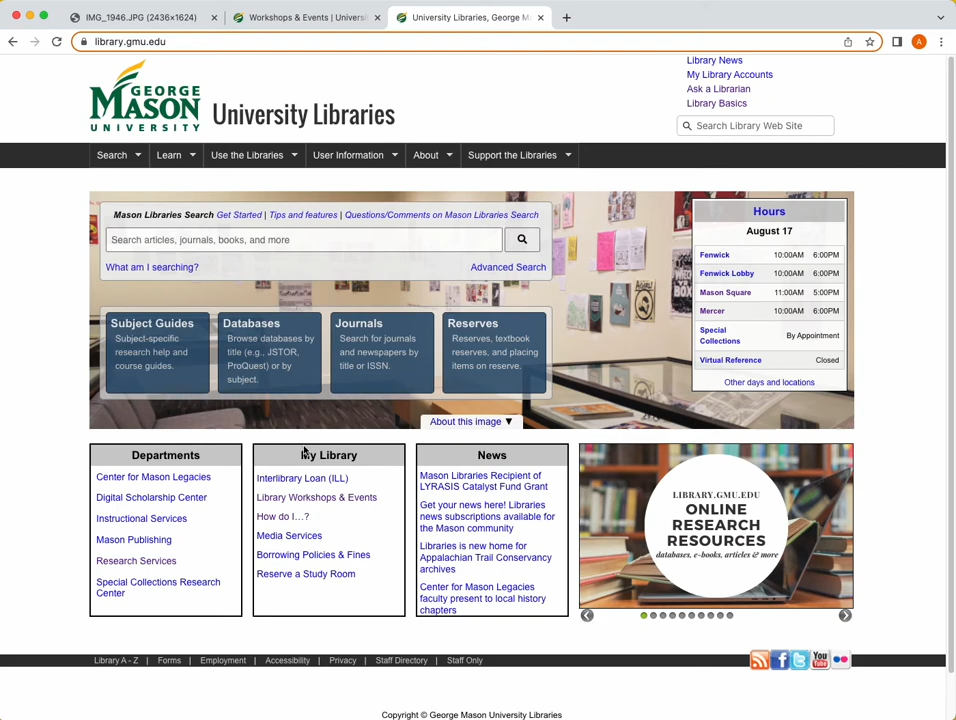 IMG_1946.JPG (2436×1624)
Workshops & Events | Universi
University Libraries, George M
library.gmu.edu
A
GEORGE
MASON
UNIVERSITY
University Libraries
Library News
My Library Accounts
Ask a Librarian
Library Basics
Search Library Web Site
Search Learn Use the Libraries User Information About Support the Libraries
Mason Libraries Search Get Started | Tips and features | Questions/Comments on Mason Libraries Search
Search articles, journals, books, and more
What am I searching? Advanced Search
Subject Guides
Subject-specific
research help and
course guides.
Databases
Browse databases by
title (e.g., JSTOR,
ProQuest) or by
subject.
Journals
Search for journals
and newspapers by
title or ISSN.
Reserves
Reserves, textbook
reserves, and placing
items on reserve.
Hours
August 17
Fenwick 10:00AM 6:00PM
Fenwick Lobby 10:00AM 6:00PM
Mason Square 11:00AM 5:00PM
Mercer 10:00AM 6:00PM
Special
Collections By Appointment
Virtual Reference Closed
Other days and locations
About this image ▼
Departments
Center for Mason Legacies
Digital Scholarship Center
Instructional Services
Mason Publishing
Research Services
Special Collections Research
Center
My Library
Interlibrary Loan (ILL)
Library Workshops & Events
How do I...?
Media Services
Borrowing Policies & Fines
Reserve a Study Room
News
Mason Libraries Recipient of
LYRASIS Catalyst Fund Grant
Get your news here! Libraries
news subscriptions available for
the Mason community
Libraries is new home for
Appalachian Trail Conservancy
archives
Center for Mason Legacies
faculty present to local history
chapters
LIBRARY.GMU.EDU
ONLINE
RESEARCH
RESOURCES
databases, e-books, articles & more
Library A - Z | Forms | Employment | Accessibility | Privacy | Staff Directory | Staff Only
You
Tube
Copyright © George Mason University Libraries